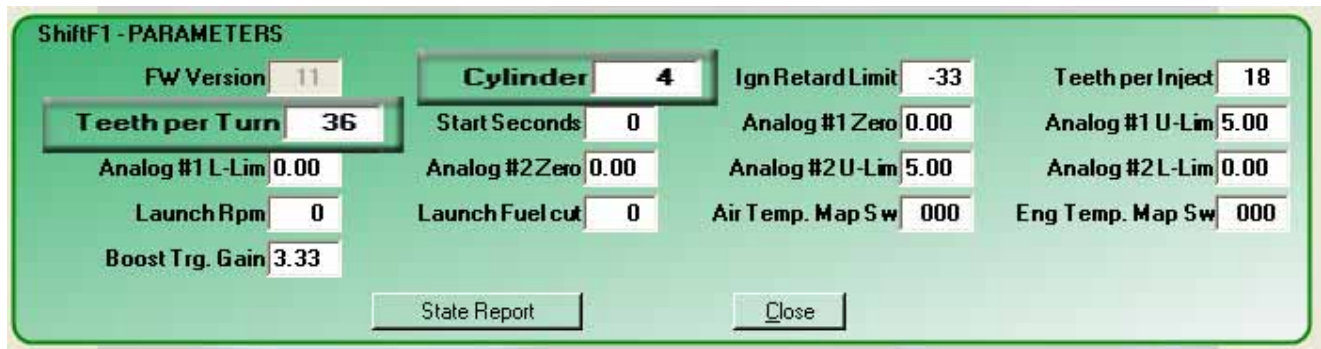 ShiftF1 - PARAMETERS
FW Version 11 Cylinder 4 Ign Retard Limit -33 Teeth per Inject 18
Teeth per Turn 36 Start Seconds 0 Analog #1 Zero 0.00 Analog #1 U-Lim 5.00
Analog #1 L-Lim 0.00 Analog #2 Zero 0.00 Analog #2 U-Lim 5.00 Analog #2 L-Lim 0.00
Launch Rpm 0 Launch Fuel cut 0 Air Temp. Map Sw 000 Eng Temp. Map Sw 000
Boost Trg. Gain 3.33
State Report Close